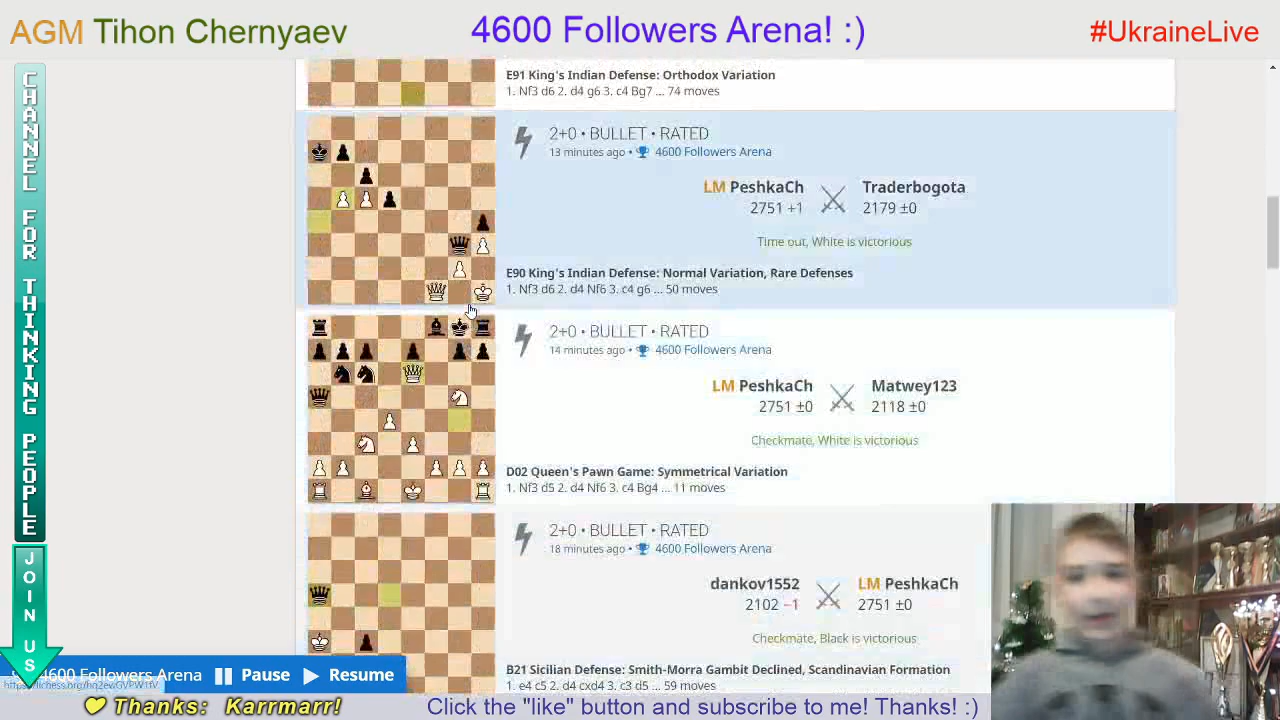 AGM Tihon Chernyaev
4600 Followers Arena! :)
#UkraineLive
CHANNEL FOR THINKING PEOPLE
JOIN US
E91 King's Indian Defense: Orthodox Variation
1. Nf3 d6 2. d4 g6 3. c4 Bg7 ... 74 moves
2+0 • BULLET • RATED
13 minutes ago • 4600 Followers Arena
LM PeshkaCh Traderbogota
2751 +1 2179 ±0
Time out, White is victorious
E90 King's Indian Defense: Normal Variation, Rare Defenses
1. Nf3 d6 2. d4 Nf6 3. c4 g6 ... 50 moves
2+0 • BULLET • RATED
14 minutes ago • 4600 Followers Arena
LM PeshkaCh Matwey123
2751 ±0 2118 ±0
Checkmate, White is victorious
D02 Queen's Pawn Game: Symmetrical Variation
1. Nf3 d5 2. d4 Nf6 3. c4 Bg4 ... 11 moves
2+0 • BULLET • RATED
18 minutes ago • 4600 Followers Arena
dankov1552 LM PeshkaCh
2102 −1 2751 ±0
Checkmate, Black is victorious
B21 Sicilian Defense: Smith-Morra Gambit Declined, Scandinavian Formation
1. e4 c5 2. d4 cxd4 3. c3 d5 ... 59 moves
4600 Followers Arena Pause Resume
Thanks: Karrmarr!
Click the "like" button and subscribe to me! Thanks! :)